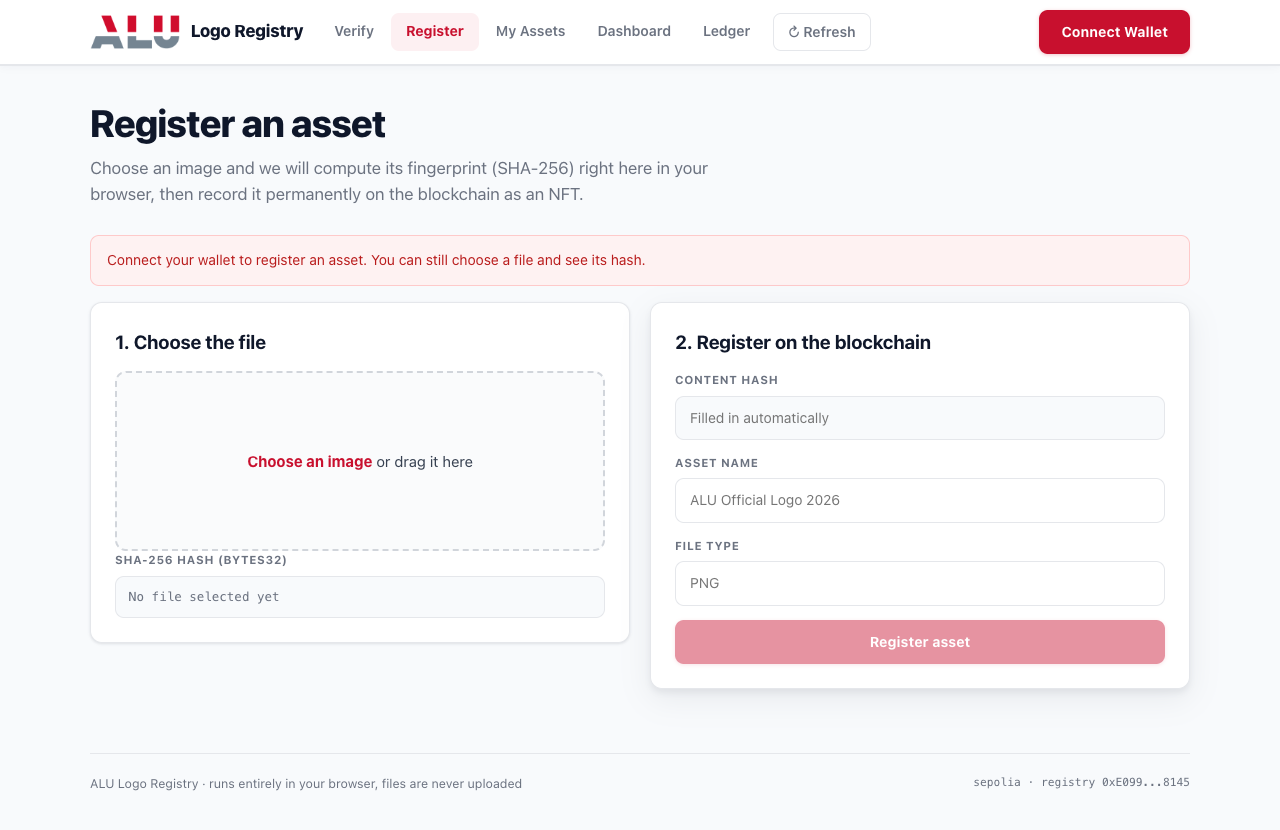 ALU Logo Registry Verify Register My Assets Dashboard Ledger ↻ Refresh Connect Wallet
Register an asset
Choose an image and we will compute its fingerprint (SHA-256) right here in your
browser, then record it permanently on the blockchain as an NFT.
Connect your wallet to register an asset. You can still choose a file and see its hash.
1. Choose the file
Choose an image or drag it here
SHA-256 HASH (BYTES32)
No file selected yet
2. Register on the blockchain
CONTENT HASH
Filled in automatically
ASSET NAME
ALU Official Logo 2026
FILE TYPE
PNG
Register asset
ALU Logo Registry · runs entirely in your browser, files are never uploaded
sepolia · registry 0xE099...8145